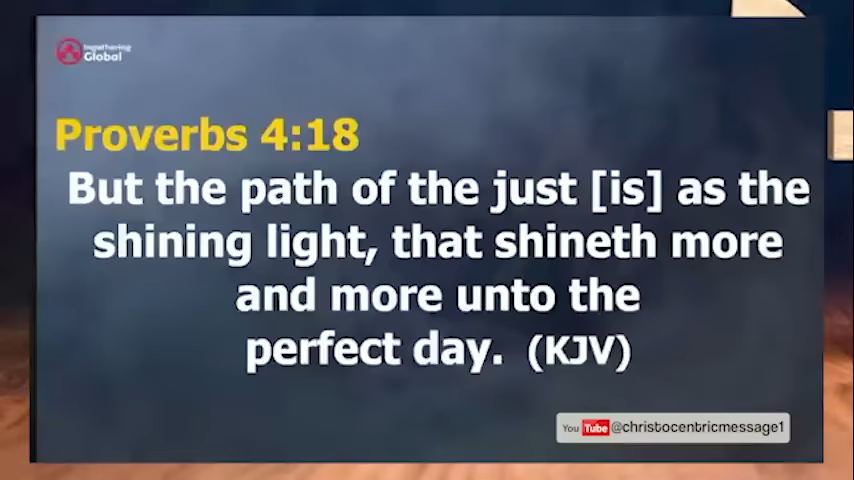 Ingathering
Global
Proverbs 4:18
But the path of the just [is] as the
shining light, that shineth more
and more unto the
perfect day. (KJV)
You Tube @christocentricmessage1